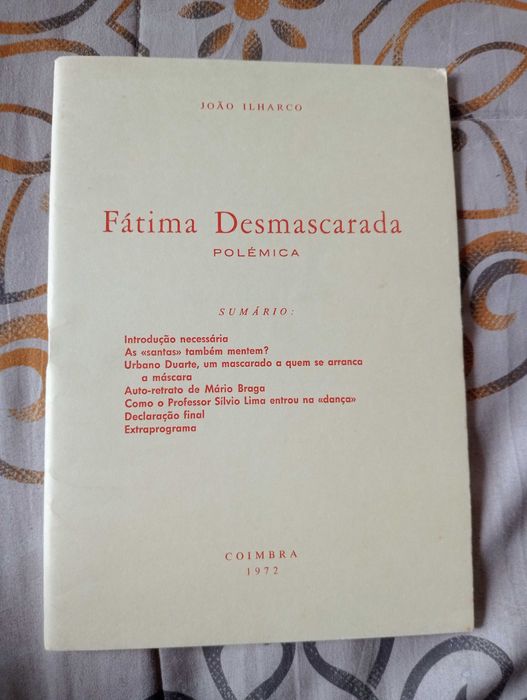 JOÃO ILHARCO
Fátima Desmascarada
POLÉMICA
SUMÁRIO:
Introdução necessária
As «santas» também mentem?
Urbano Duarte, um mascarado a quem se arranca
a máscara
Auto-retrato de Mário Braga
Como o Professor Sílvio Lima entrou na «dança»
Declaração final
Extraprograma
COIMBRA
1972